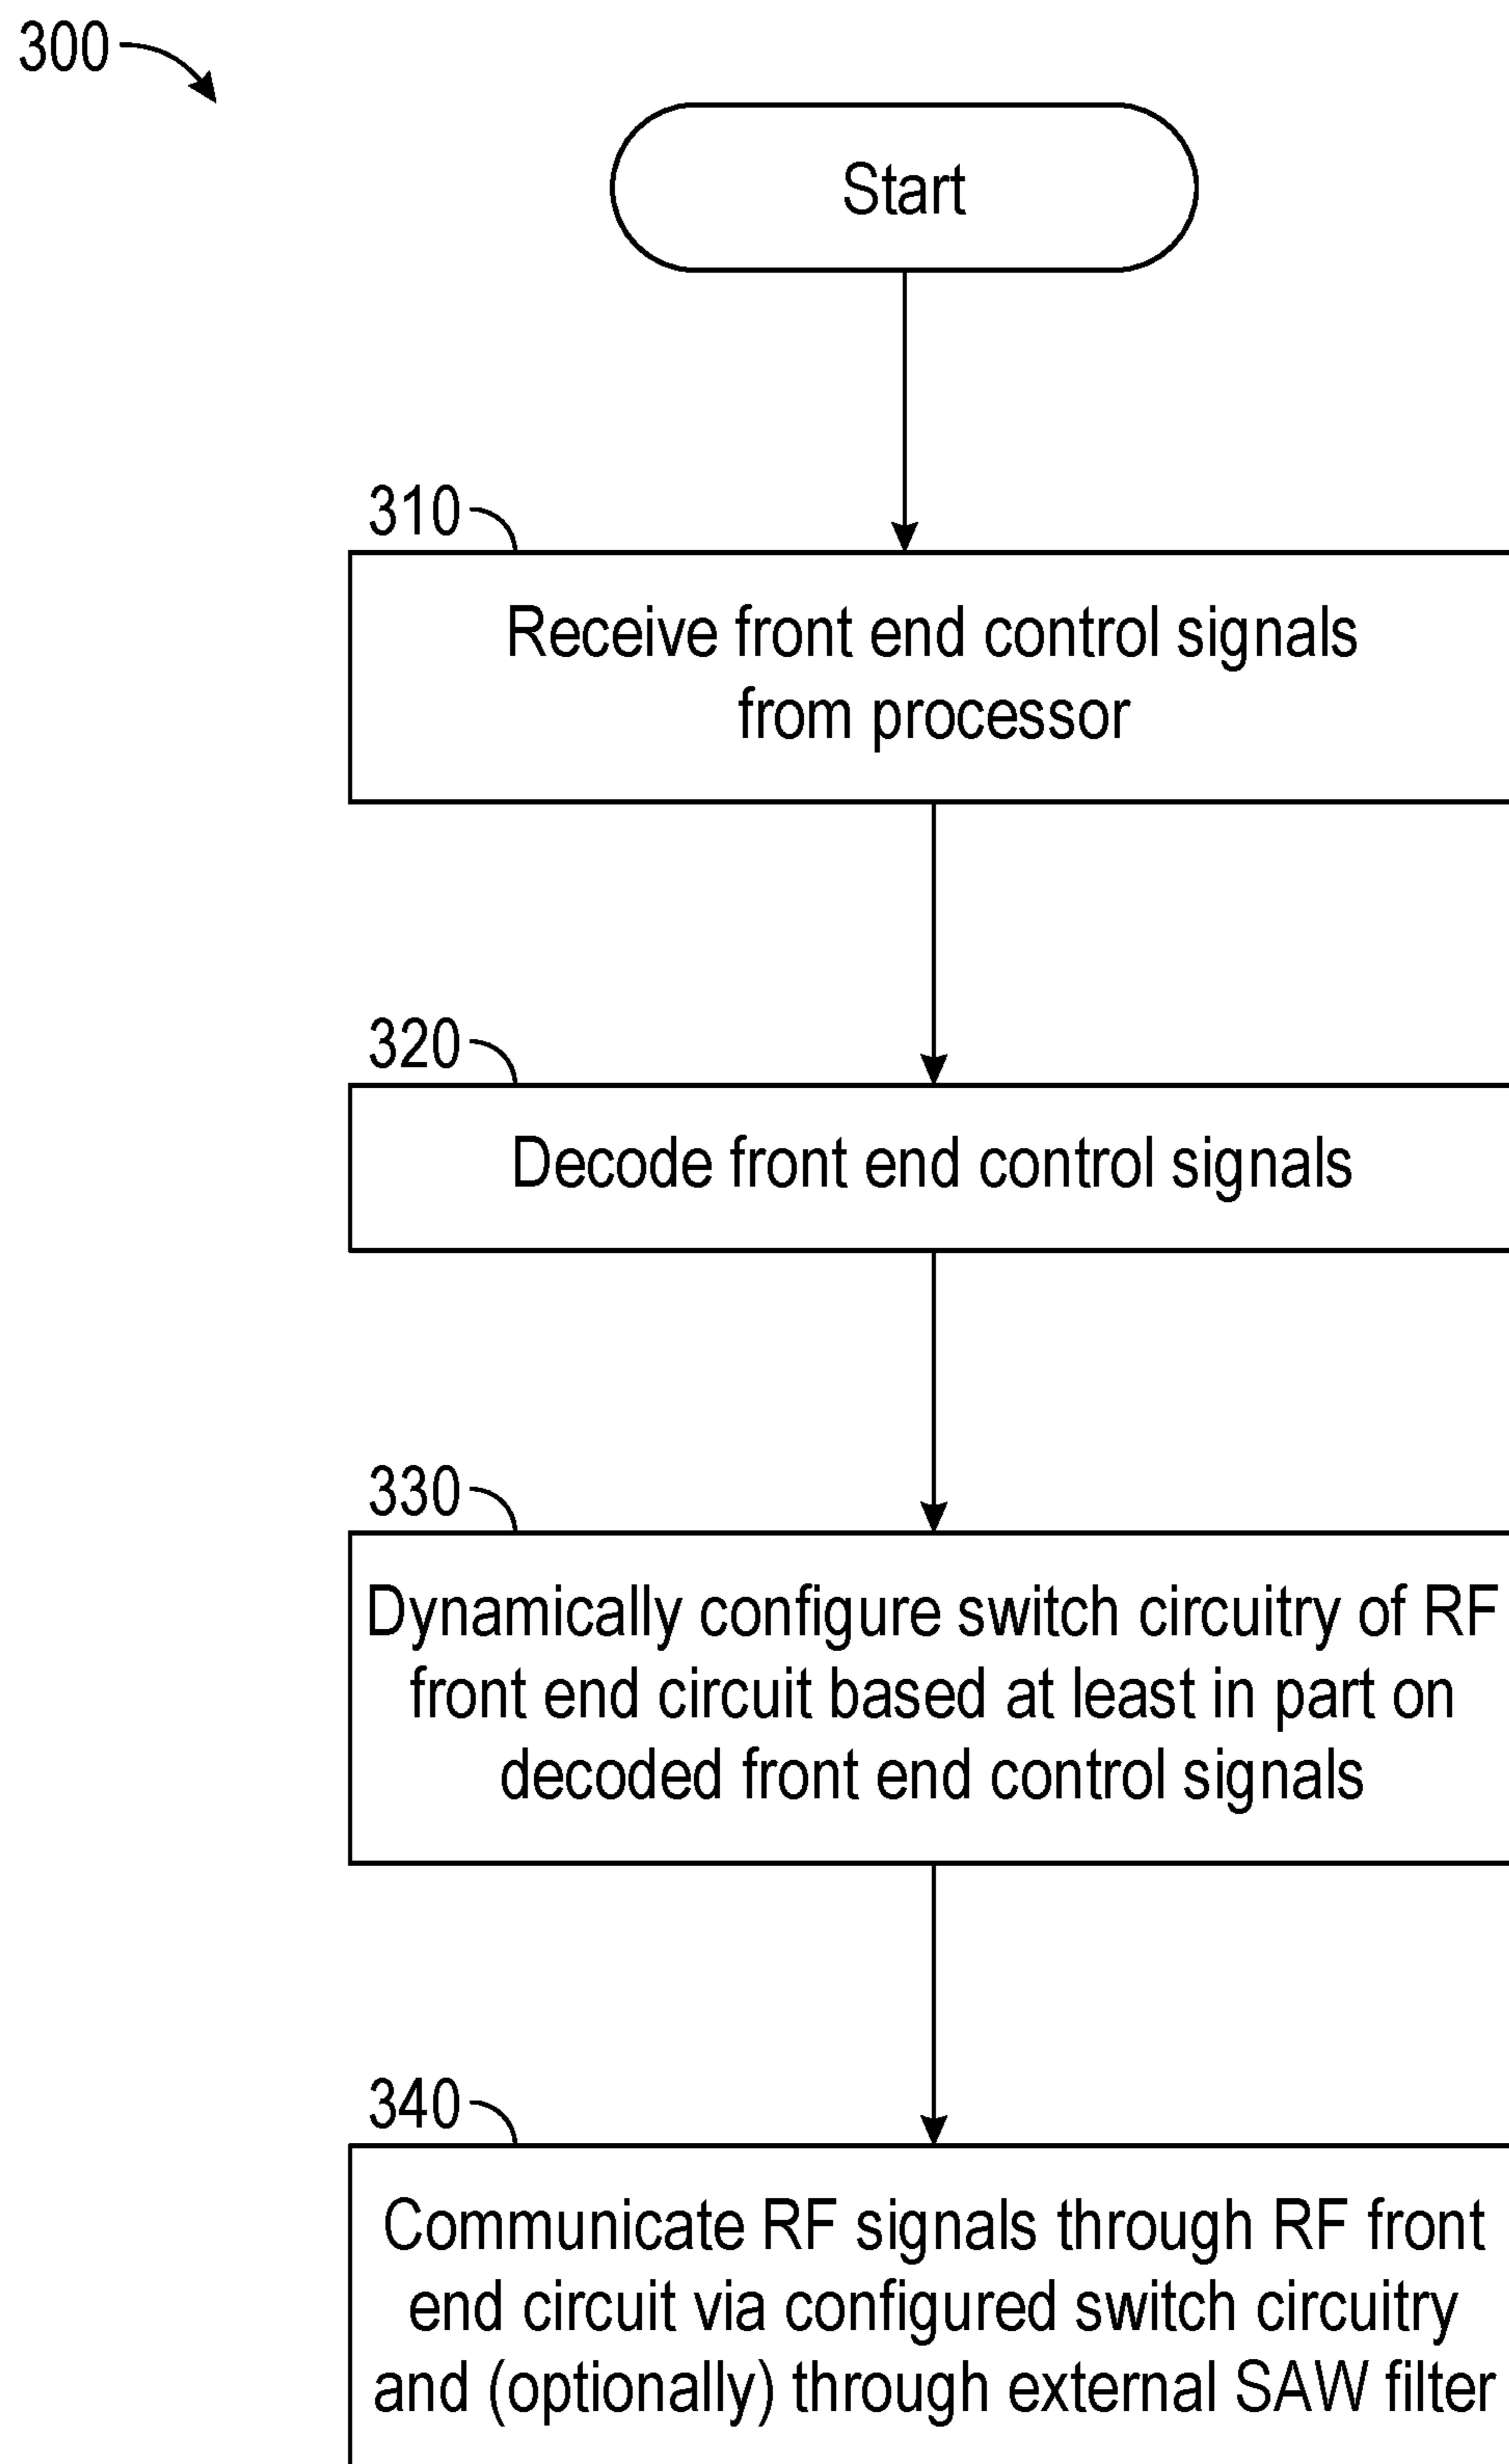 300
Start
310
Receive front end control signals
from processor
320
Decode front end control signals
330
Dynamically configure switch circuitry of RF
front end circuit based at least in part on
decoded front end control signals
340
Communicate RF signals through RF front
end circuit via configured switch circuitry
and (optionally) through external SAW filter